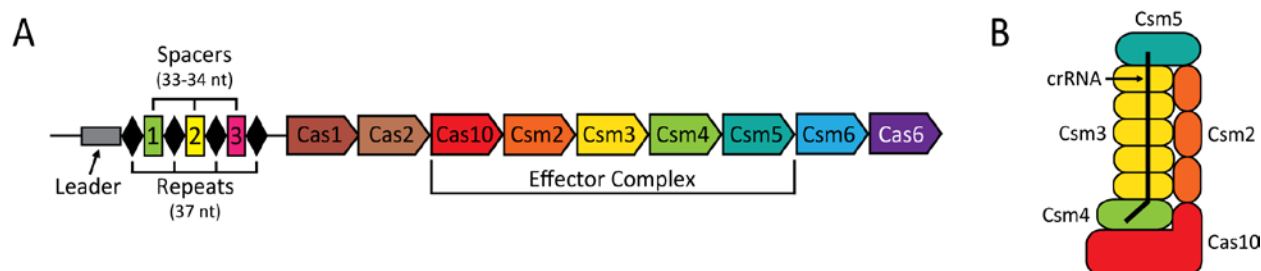 A
Spacers
(33-34 nt)
1 2 3
Leader
Repeats
(37 nt)
Cas1 Cas2 Cas10 Csm2 Csm3 Csm4 Csm5 Csm6 Cas6
Effector Complex
B
Csm5
crRNA
Csm3
Csm2
Csm4
Cas10